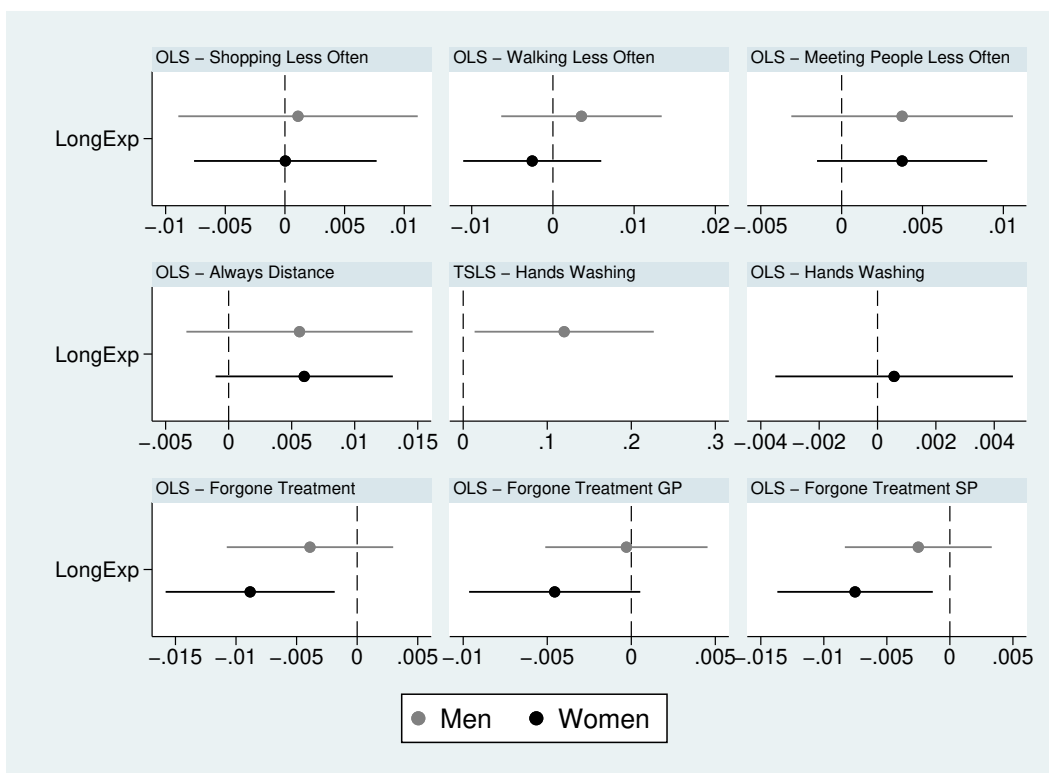 OLS − Shopping Less Often
OLS − Walking Less Often
OLS − Meeting People Less Often
LongExp
−.01 −.005 0 .005 .01
−.01 0 .01 .02
−.005 0 .005 .01
OLS − Always Distance
TSLS − Hands Washing
OLS − Hands Washing
LongExp
−.005 0 .005 .01 .015
0 .1 .2 .3
−.004 −.002 0 .002 .004
OLS − Forgone Treatment
OLS − Forgone Treatment GP
OLS − Forgone Treatment SP
LongExp
−.015 −.01 −.005 0 .005
−.01 −.005 0 .005
−.015 −.01 −.005 0 .005
Men Women